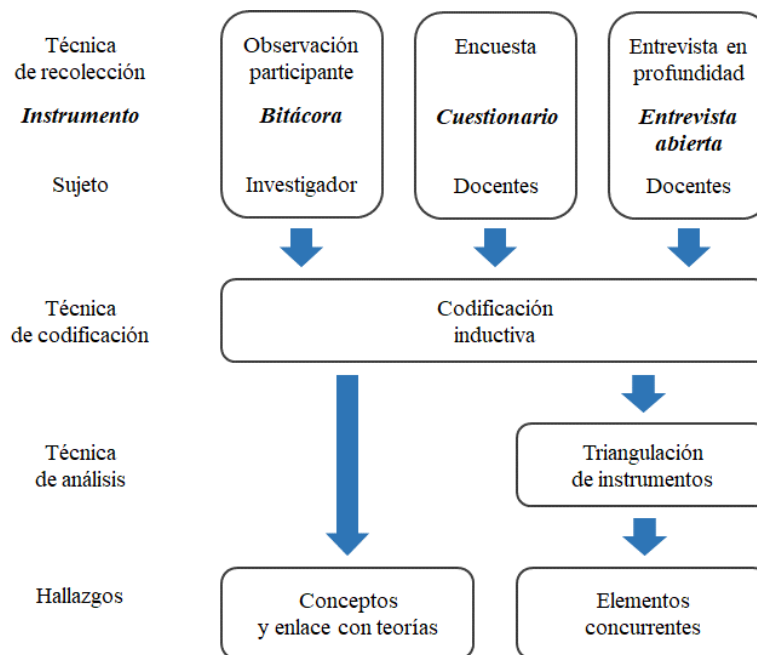 Técnica
de recolección
Observación
participante
Encuesta
Entrevista en
profundidad
Instrumento
Bitácora
Cuestionario
Entrevista
abierta
Sujeto
Investigador
Docentes
Docentes
Técnica
de codificación
Codificación
inductiva
Técnica
de análisis
Triangulación
de instrumentos
Hallazgos
Conceptos
y enlace con teorías
Elementos
concurrentes